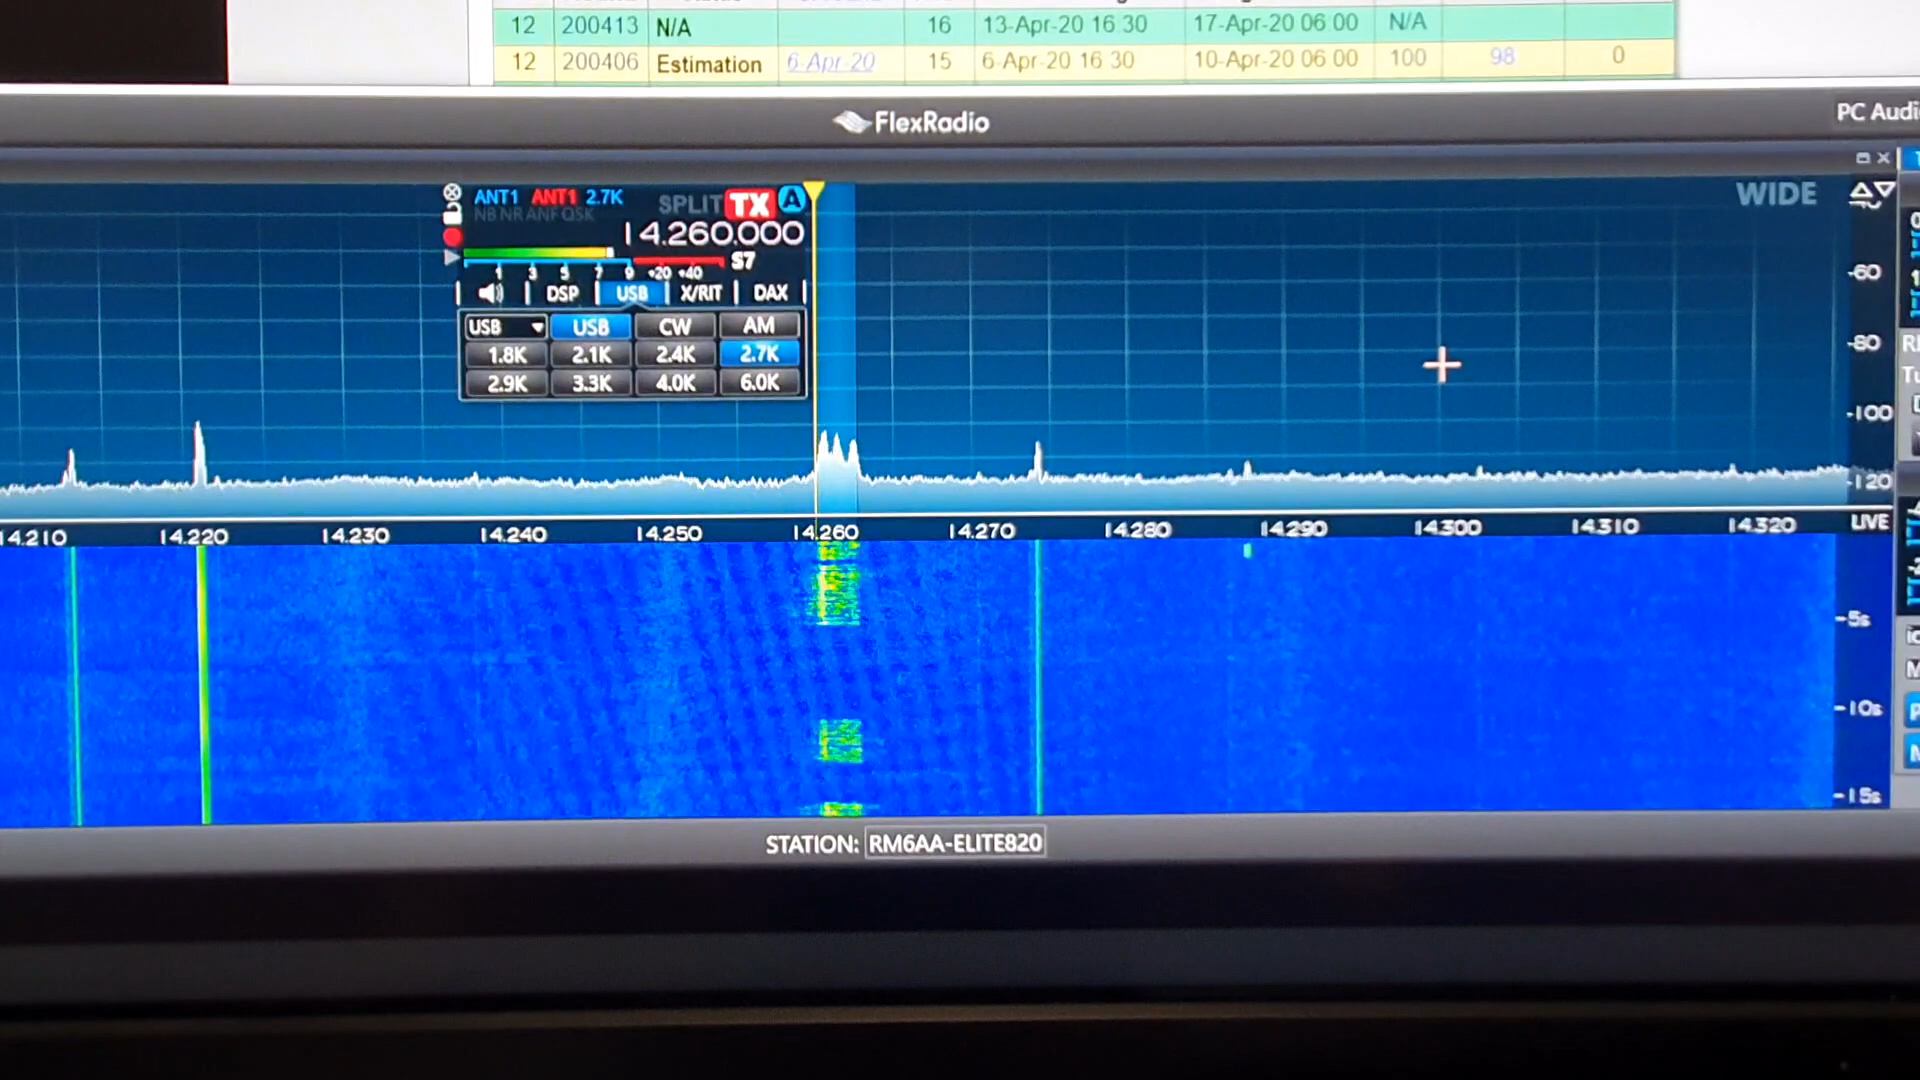 12 200413 N/A 16 13-Apr-20 16:30 17-Apr-20 06:00 N/A
12 200406 Estimation 6-Apr-20 15 6-Apr-20 16:30 10-Apr-20 06:00 100 98 0
FlexRadio
PC Audi
ANT1 ANT1 2.7K SPLIT TX A
NB NR ANF QSK
14.260.000
S7
1 3 5 7 9 +20 +40
DSP USB X/RIT DAX
USB USB CW AM
1.8K 2.1K 2.4K 2.7K
2.9K 3.3K 4.0K 6.0K
WIDE
-60
-80
-100
-120
14.210 14.220 14.230 14.240 14.250 14.260 14.270 14.280 14.290 14.300 14.310 14.320 LIVE
-5s
-10s
-15s
STATION: RM6AA-ELITE820